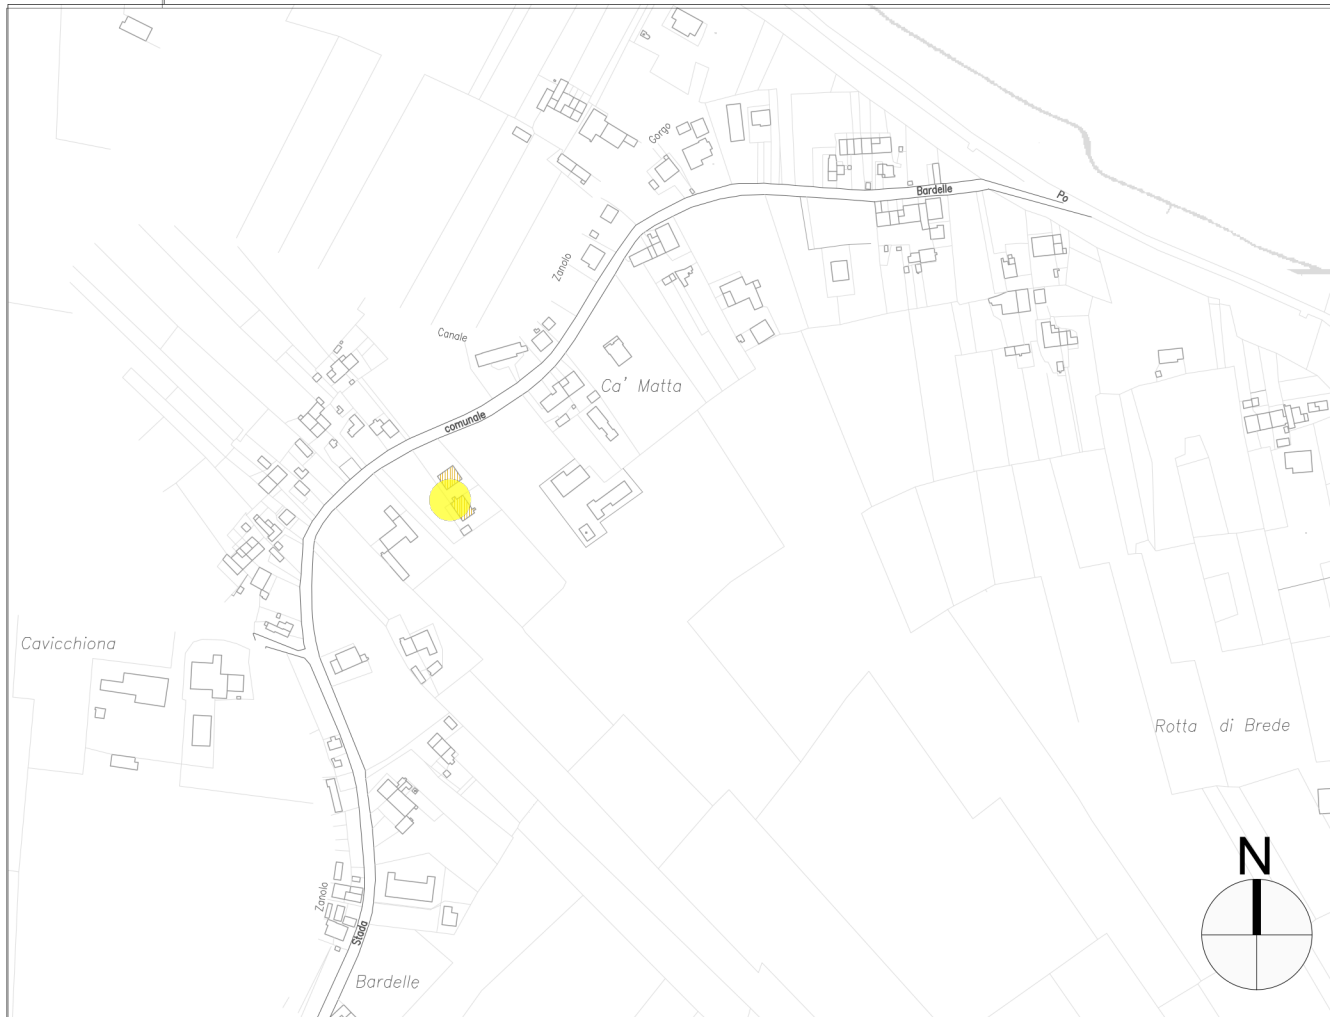 Gorgo
Bardelle
Po
Zanolo
Canale
Ca' Matta
comunale
Cavicchiona
Rotta di Brede
N
Zanolo
Stada
Bardelle